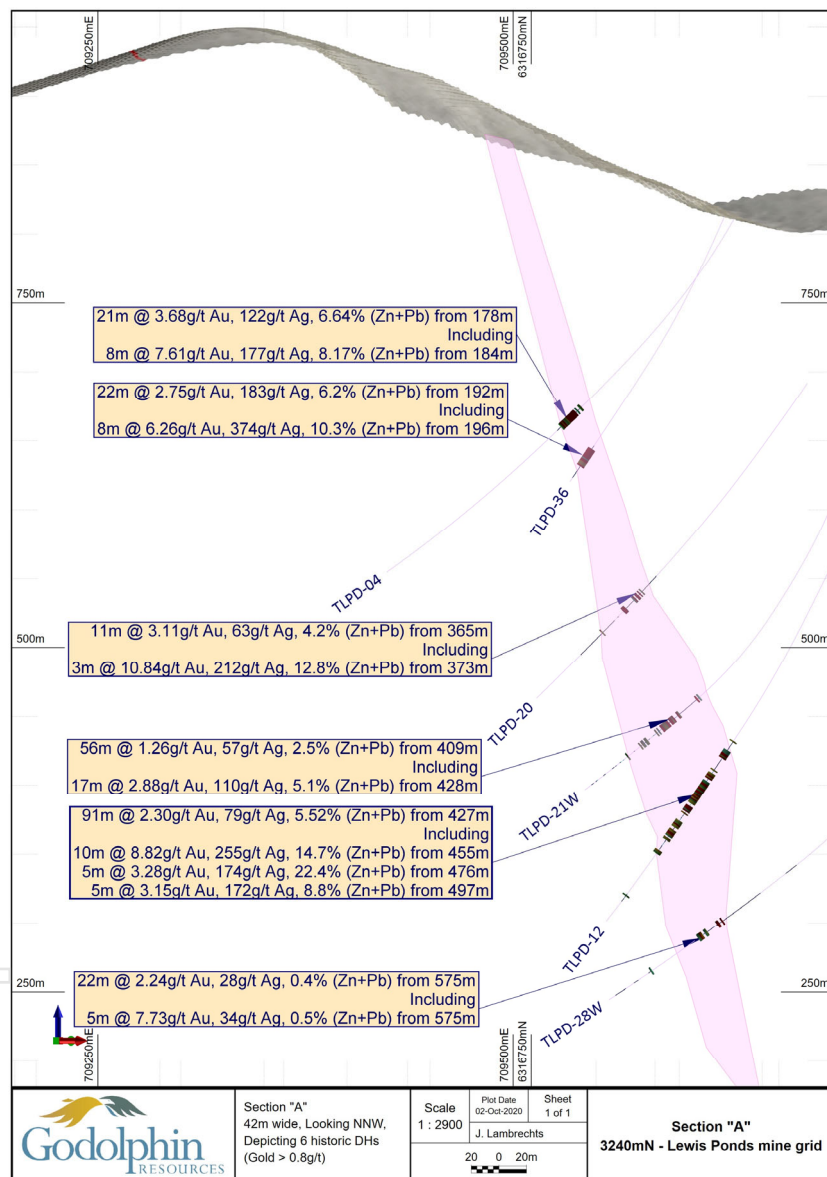 709250mE
709500mE
6316750mN
750m
750m
21m @ 3.68g/t Au, 122g/t Ag, 6.64% (Zn+Pb) from 178m
Including
8m @ 7.61g/t Au, 177g/t Ag, 8.17% (Zn+Pb) from 184m
22m @ 2.75g/t Au, 183g/t Ag, 6.2% (Zn+Pb) from 192m
Including
8m @ 6.26g/t Au, 374g/t Ag, 10.3% (Zn+Pb) from 196m
TLPD-36
TLPD-04
500m
500m
11m @ 3.11g/t Au, 63g/t Ag, 4.2% (Zn+Pb) from 365m
Including
3m @ 10.84g/t Au, 212g/t Ag, 12.8% (Zn+Pb) from 373m
TLPD-20
56m @ 1.26g/t Au, 57g/t Ag, 2.5% (Zn+Pb) from 409m
Including
17m @ 2.88g/t Au, 110g/t Ag, 5.1% (Zn+Pb) from 428m
TLPD-21W
91m @ 2.30g/t Au, 79g/t Ag, 5.52% (Zn+Pb) from 427m
Including
10m @ 8.82g/t Au, 255g/t Ag, 14.7% (Zn+Pb) from 455m
5m @ 3.28g/t Au, 174g/t Ag, 22.4% (Zn+Pb) from 476m
5m @ 3.15g/t Au, 172g/t Ag, 8.8% (Zn+Pb) from 497m
TLPD-12
250m
250m
22m @ 2.24g/t Au, 28g/t Ag, 0.4% (Zn+Pb) from 575m
Including
5m @ 7.73g/t Au, 34g/t Ag, 0.5% (Zn+Pb) from 575m
TLPD-28W
709250mE
709500mE
6316750mN
Godolphin
RESOURCES
Section "A"
42m wide, Looking NNW,
Depicting 6 historic DHs
(Gold > 0.8g/t)
Scale
1 : 2900
Plot Date
02-Oct-2020
Sheet
1 of 1
J. Lambrechts
20 0 20m
Section "A"
3240mN - Lewis Ponds mine grid